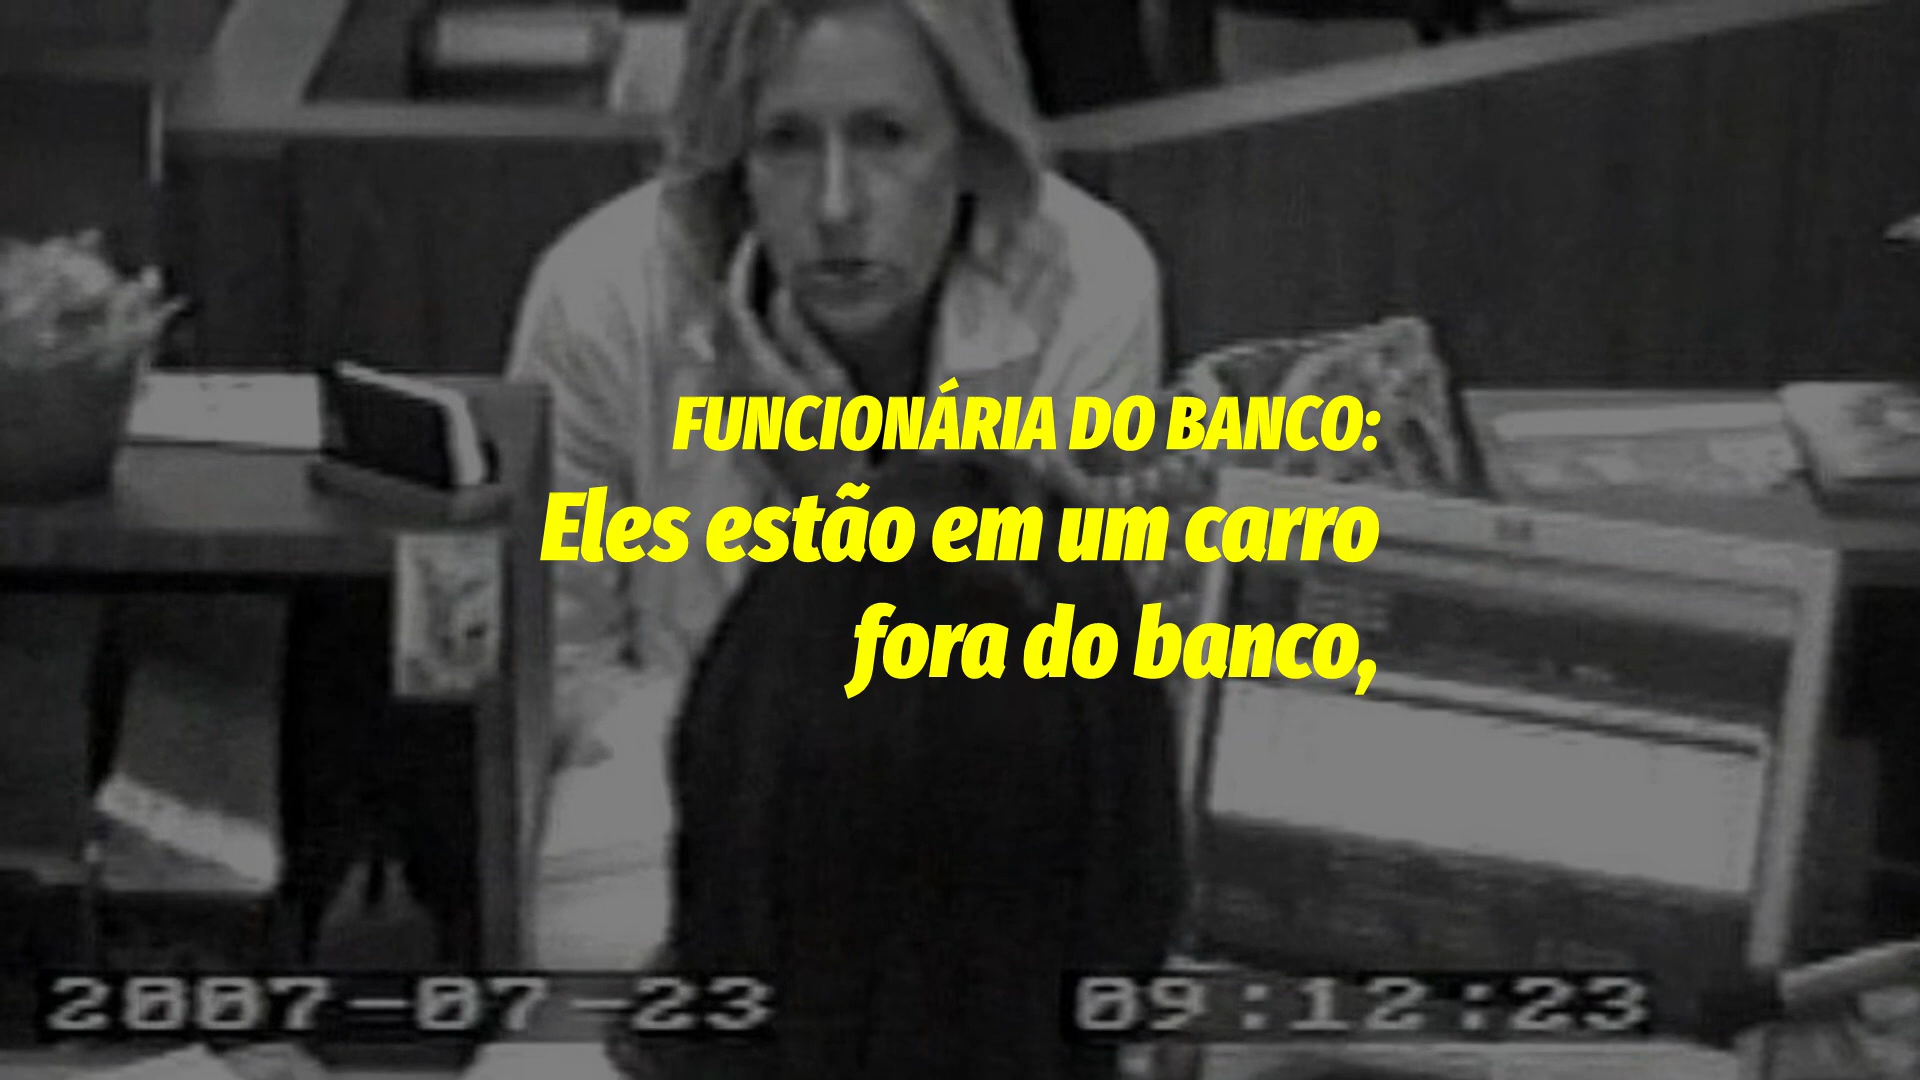 FUNCIONÁRIA DO BANCO:
Eles estão em um carro
fora do banco,
2007-07-23 09:12:23